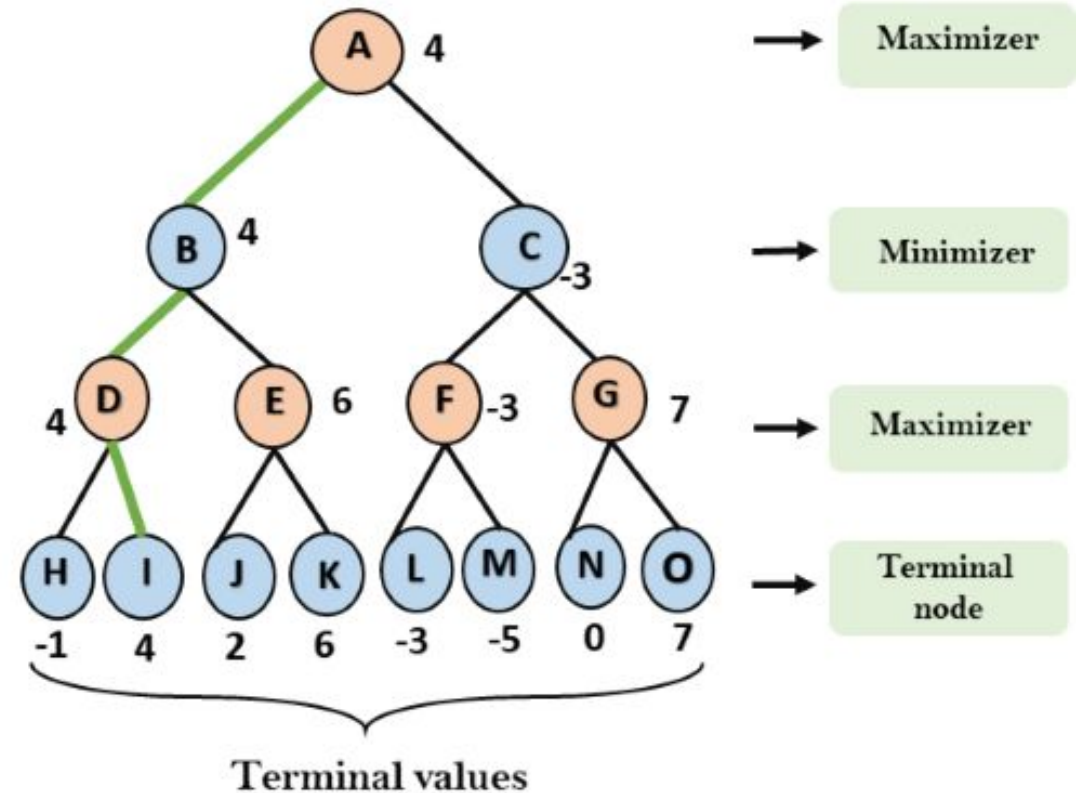 A 4
Maximizer
B 4
C -3
Minimizer
4 D
E 6
F -3
G 7
Maximizer
H I J K L M N O
Terminal
node
-1 4 2 6 -3 -5 0 7
Terminal values